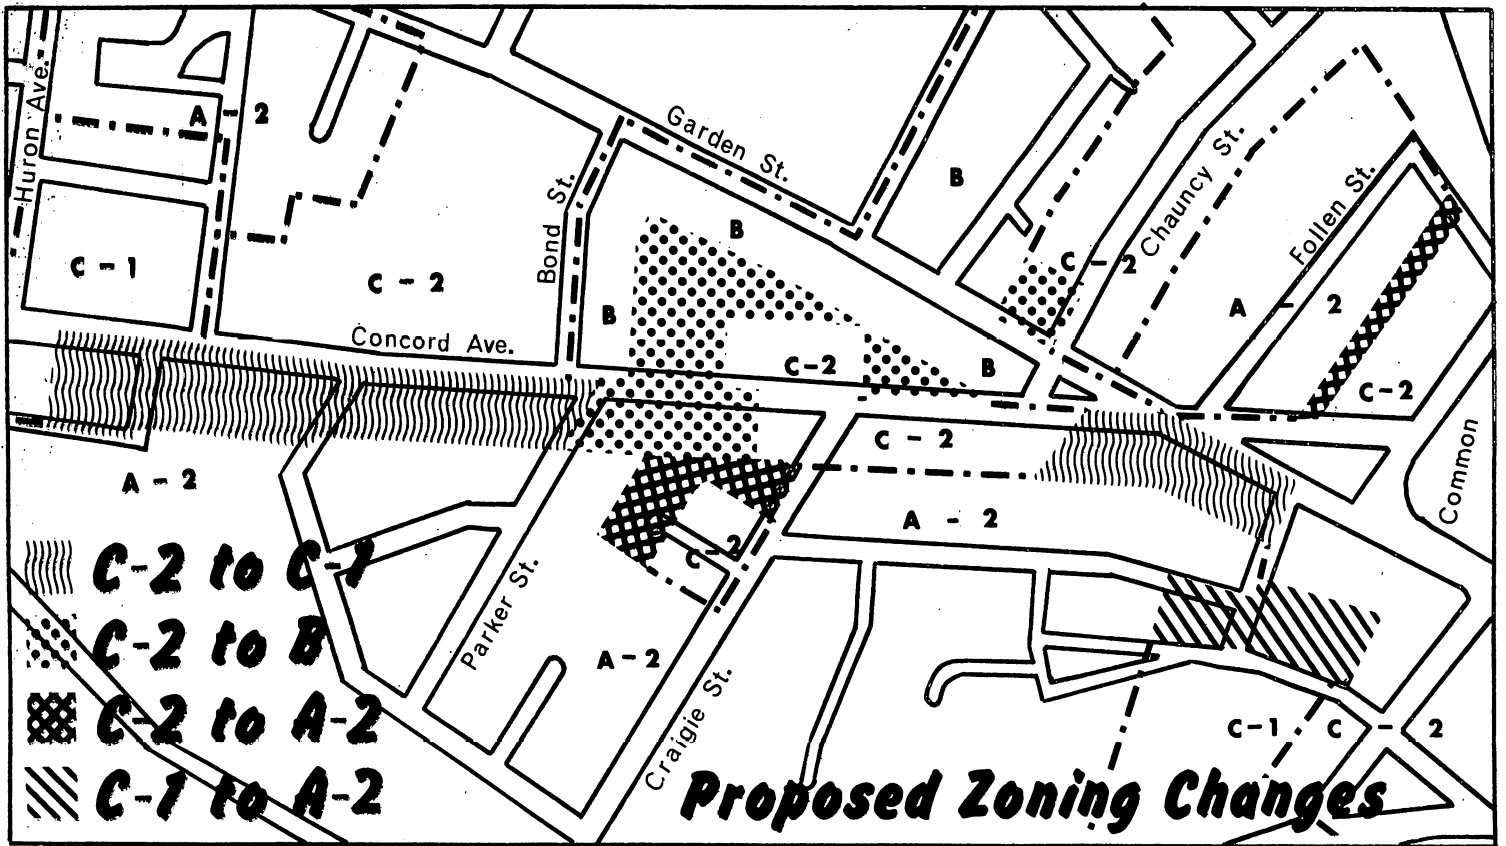 Huron Ave.
A - 2
Garden St.
B
Chauncy St.
Follen St.
Bond St.
B
C - 1
C - 2
C - 2
B
A - 2
Concord Ave.
C-2
B
C-2
C - 2
Common
A - 2
A - 2
C-2
Parker St.
A-2
Craigie St.
C-1
C - 2
C-2 to C-1
C-2 to B
C-2 to A-2
C-1 to A-2
Proposed Zoning Changes